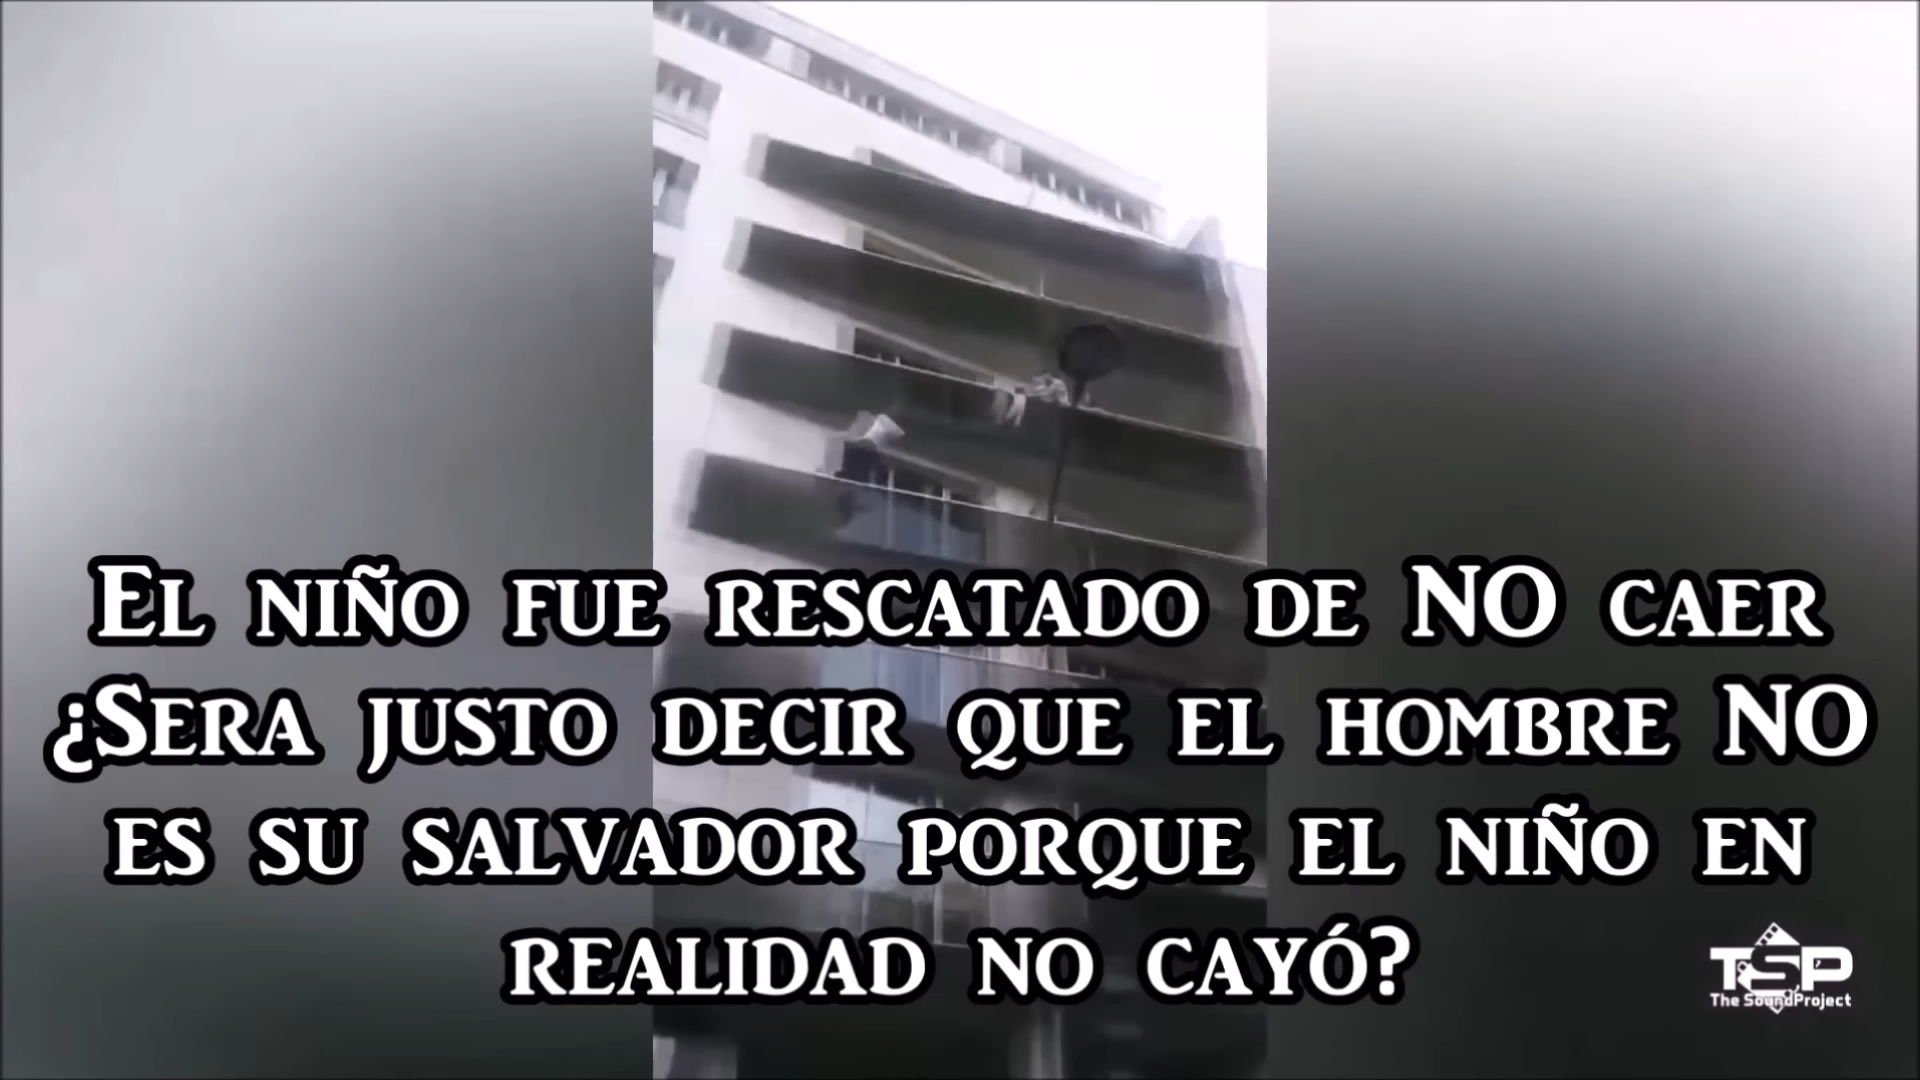 El niño fue rescatado de NO caer
¿Sera justo decir que el hombre NO
es su salvador porque el niño en
realidad no cayó?
TSP
The SoundProject